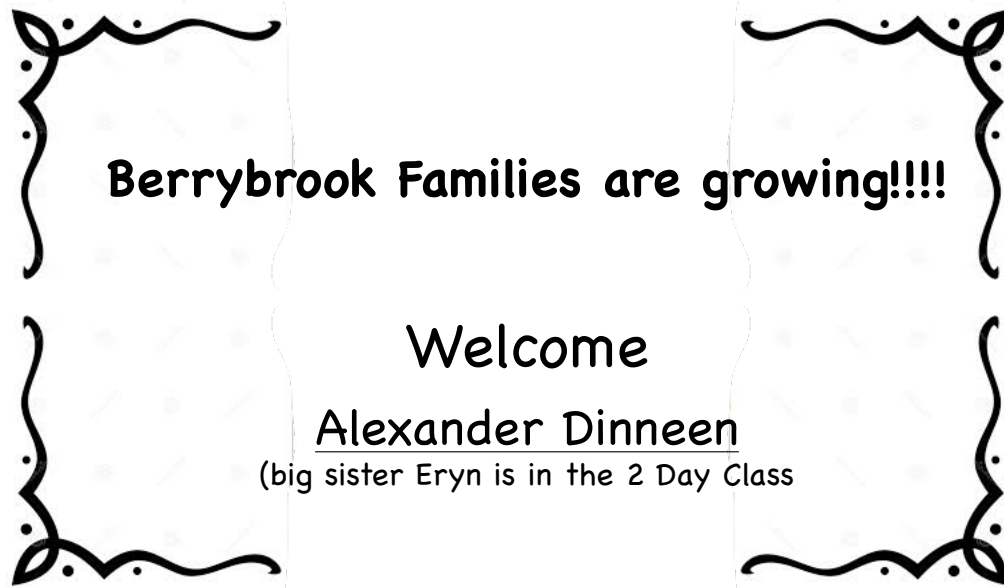 Berrybrook Families are growing!!!!
Welcome
Alexander Dinneen
(big sister Eryn is in the 2 Day Class